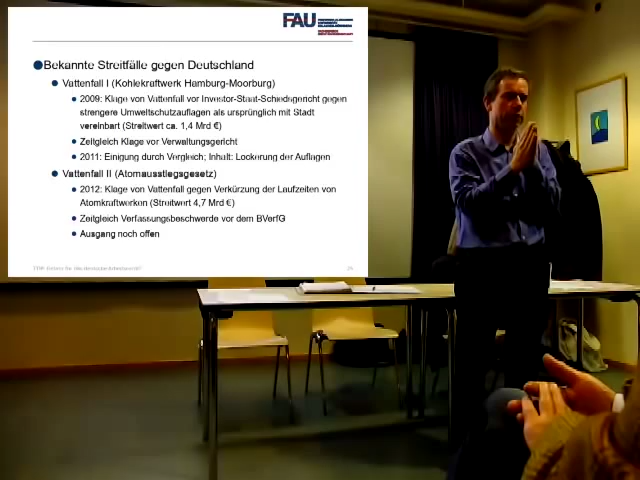 FAU
Bekannte Streitfälle gegen Deutschland
Vattenfall I (Kohlekraftwerk Hamburg-Moorburg)
2009: Klage von Vattenfall vor Investor-Staat-Schiedsgericht gegen
strengere Umweltschutzauflagen als ursprünglich mit Stadt
vereinbart (Streitwert ca. 1,4 Mrd €)
Zeitgleich Klage vor Verwaltungsgericht
2011: Einigung durch Vergleich; Inhalt: Lockerung der Auflagen
Vattenfall II (Atomausstiegsgesetz)
2012: Klage von Vattenfall gegen Verkürzung der Laufzeiten von
Atomkraftwerken (Streitwert 4,7 Mrd €)
Zeitgleich Verfassungsbeschwerde vor dem BVerfG
Ausgang noch offen